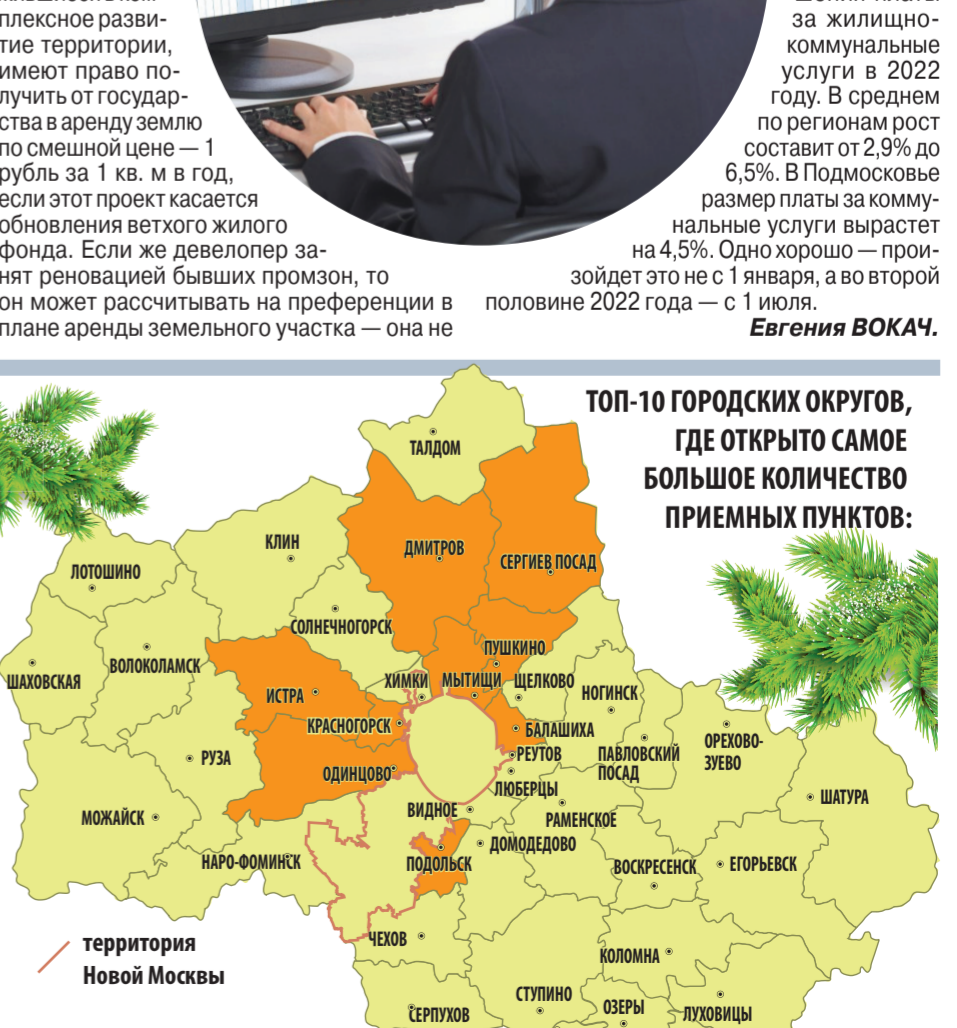 плексное разви-
тие территории,
имеют право по-
лучить от государ-
ства в аренду землю
по смешной цене — 1
рубль за 1 кв. м в год,
если этот проект касается
обновления ветхого жилого
фонда. Если же девелопер за-
нят реновацией бывших промзон, то
он может рассчитывать на преференции в
плане аренды земельного участка — она не
за жилищно-
коммунальные
услуги в 2022
году. В среднем
по регионам рост
составит от 2,9% до
6,5%. В Подмосковье
размер платы за комму-
нальные услуги вырастет
на 4,5%. Одно хорошо — прои-
зойдет это не с 1 января, а во второй
половине 2022 года — с 1 июля.
Евгения ВОКАЧ.
ТОП-10 ГОРОДСКИХ ОКРУГОВ,
ГДЕ ОТКРЫТО САМОЕ
БОЛЬШОЕ КОЛИЧЕСТВО
ПРИЕМНЫХ ПУНКТОВ:
ТАЛДОМ
КЛИН
ДМИТРОВ
СЕРГИЕВ ПОСАД
ЛОТОШИНО
СОЛНЕЧНОГОРСК
ПУШКИНО
ШАХОВСКАЯ
ВОЛОКОЛАМСК
ИСТРА
ХИМКИ
МЫТИЩИ
ЩЕЛКОВО
НОГИНСК
КРАСНОГОРСК
БАЛАШИХА
РЕУТОВ
ПАВЛОВСКИЙ
ПОСАД
ОРЕХОВО-
ЗУЕВО
РУЗА
ОДИНЦОВО
ЛЮБЕРЦЫ
ШАТУРА
МОЖАЙСК
ВИДНОЕ
РАМЕНСКОЕ
НАРО-ФОМИНСК
ПОДОЛЬСК
ДОМОДЕДОВО
ВОСКРЕСЕНСК
ЕГОРЬЕВСК
ЧЕХОВ
КОЛОМНА
территория
Новой Москвы
СЕРПУХОВ
СТУПИНО
ОЗЕРЫ
ЛУХОВИЦЫ